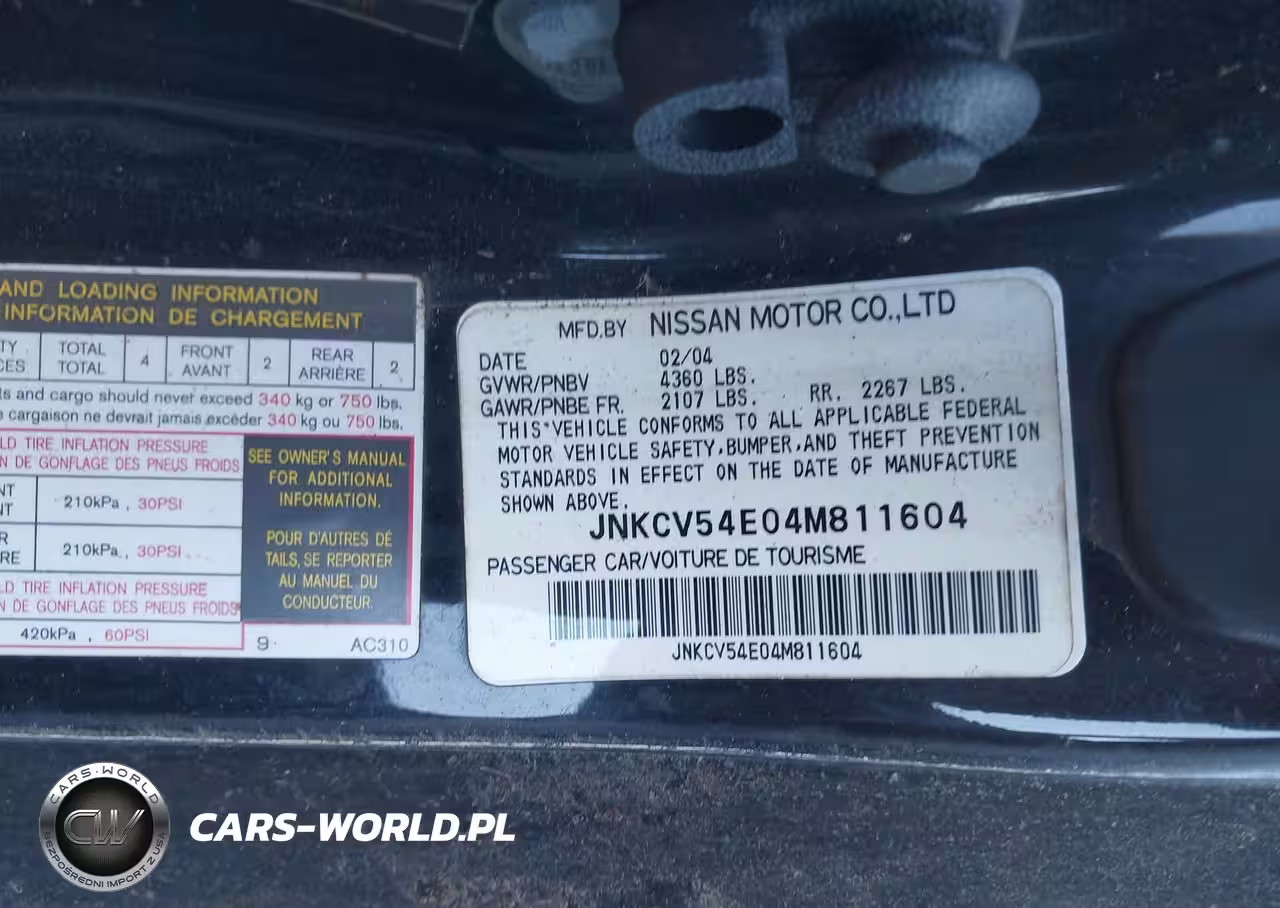 AND LOADING INFORMATION
INFORMATION DE CHARGEMENT
TOTAL
TOTAL
4
FRONT
AVANT
2
REAR
ARRIÈRE
2
and cargo should never exceed 340 kg or 750 lbs.
cargaison ne devrait jamais excéder 340 kg ou 750 lbs.
TIRE INFLATION PRESSURE
DE GONFLAGE DES PNEUS FROIDS
210kPa , 30PSI
210kPa , 30PSI
TIRE INFLATION PRESSURE
DE GONFLAGE DES PNEUS FROIDS
420kPa , 60PSI
SEE OWNER'S MANUAL
FOR ADDITIONAL
INFORMATION.
POUR D'AUTRES DÉ
TAILS, SE REPORTER
AU MANUEL DU
CONDUCTEUR.
9 AC310
MFD.BY NISSAN MOTOR CO.,LTD
DATE 02/04
GVWR/PNBV 4360 LBS.
GAWR/PNBE FR. 2107 LBS. RR. 2267 LBS.
THIS VEHICLE CONFORMS TO ALL APPLICABLE FEDERAL
MOTOR VEHICLE SAFETY,BUMPER,AND THEFT PREVENTION
STANDARDS IN EFFECT ON THE DATE OF MANUFACTURE
SHOWN ABOVE.
JNKCV54E04M811604
PASSENGER CAR/VOITURE DE TOURISME
JNKCV54E04M811604
CARS-WORLD
CW
BEZPOŚREDNI IMPORT Z USA
CARS-WORLD.PL